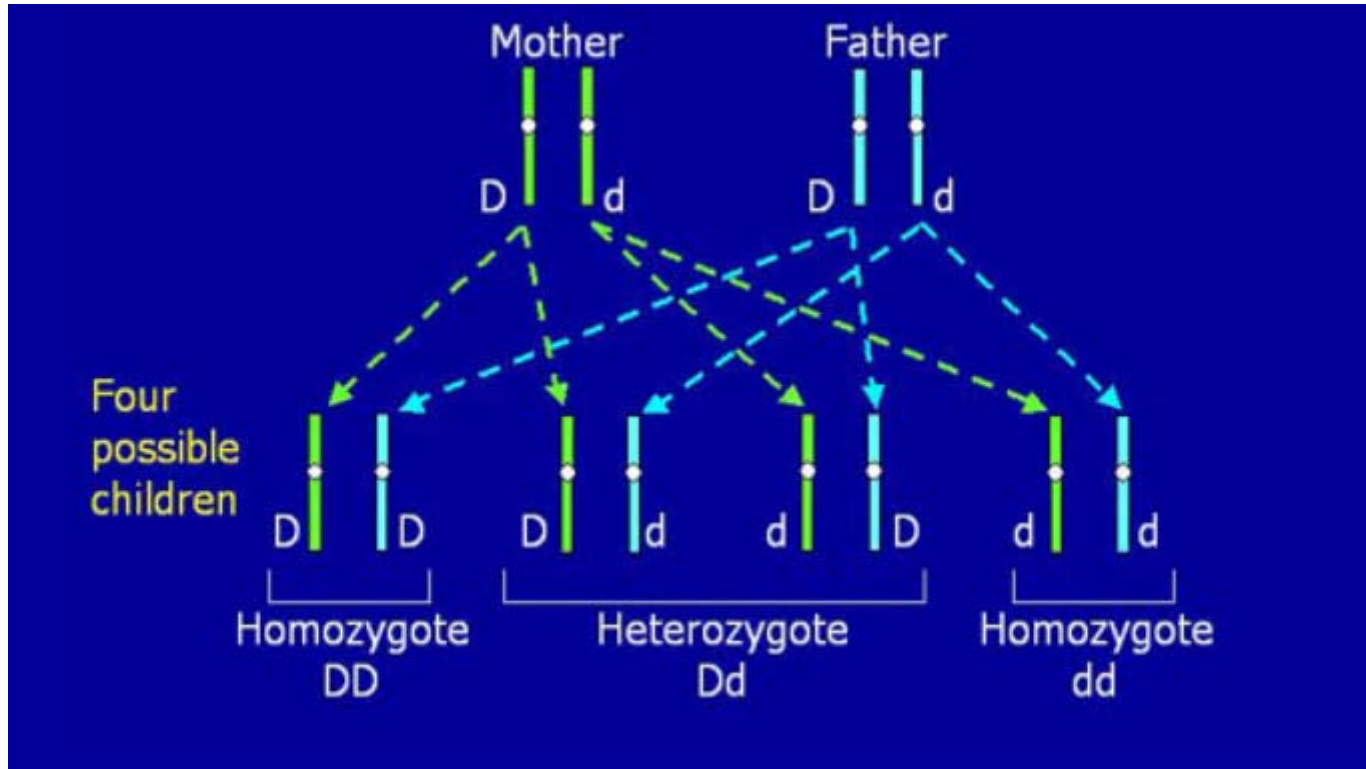 Mother Father
D d D d
Four
possible
children
D D D d d D d d
Homozygote Heterozygote Homozygote
DD Dd dd